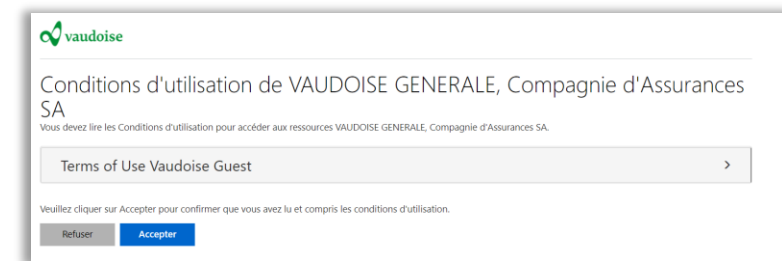 vaudoise
Conditions d'utilisation de VAUDOISE GENERALE, Compagnie d'Assurances
SA
Vous devez lire les Conditions d'utilisation pour accéder aux ressources VAUDOISE GENERALE, Compagnie d'Assurances SA.
Terms of Use Vaudoise Guest
Veuillez cliquer sur Accepter pour confirmer que vous avez lu et compris les conditions d'utilisation.
Refuser Accepter